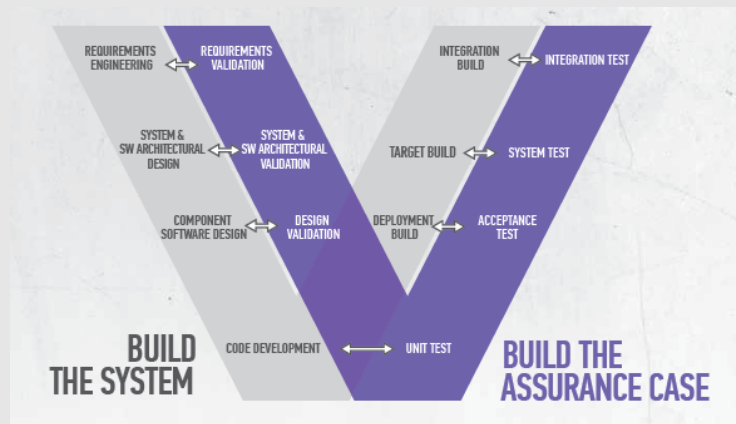 REQUIREMENTS
ENGINEERING
REQUIREMENTS
VALIDATION
INTEGRATION
BUILD
INTEGRATION TEST
SYSTEM &
SW ARCHITECTURAL
DESIGN
SYSTEM &
SW ARCHITECTURAL
VALIDATION
TARGET BUILD
SYSTEM TEST
COMPONENT
SOFTWARE DESIGN
DESIGN
VALIDATION
DEPLOYMENT
BUILD
ACCEPTANCE
TEST
CODE DEVELOPMENT
UNIT TEST
BUILD
THE SYSTEM
BUILD THE
ASSURANCE CASE